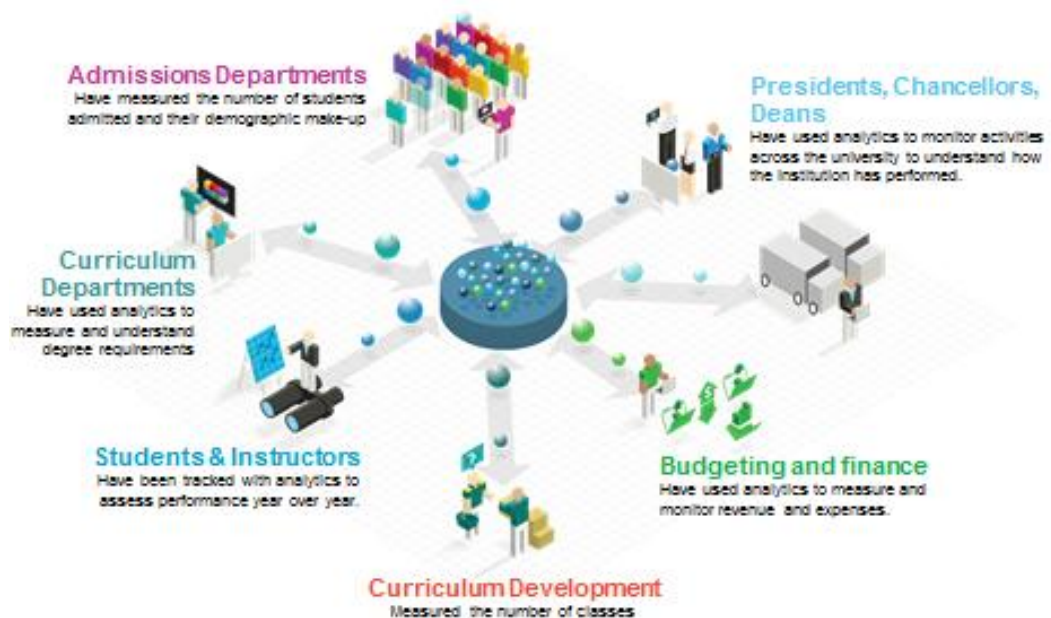 Admissions Departments
Have measured the number of students
admitted and their demographic make-up
Presidents, Chancellors,
Deans
Have used analytics to monitor activities
across the university to understand how
the institution has performed.
Curriculum
Departments
Have used analytics to
measure and understand
degree requirements
Students & Instructors
Have been tracked with analytics to
assess performance year over year.
Budgeting and finance
Have used analytics to measure and
monitor revenue and expenses.
?
$
Curriculum Development
Measured the number of classes